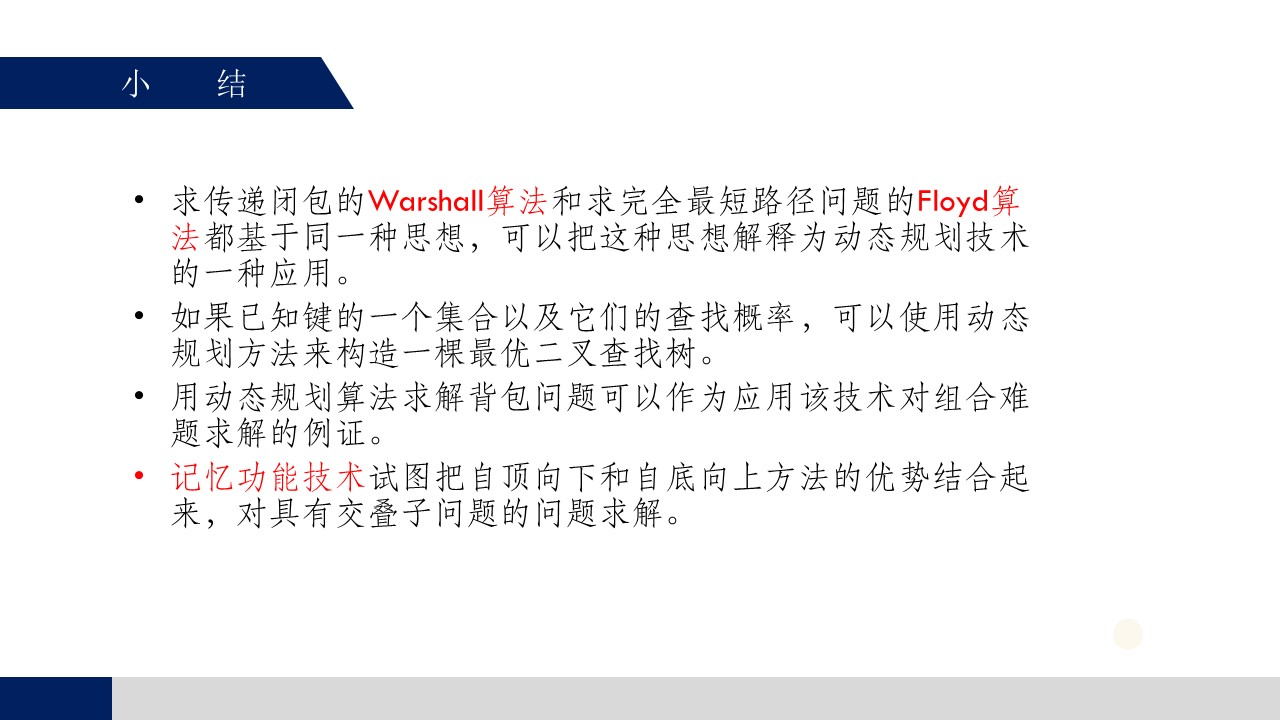 小 结
• 求传递闭包的Warshall算法和求完全最短路径问题的Floyd算
法都基于同一种思想，可以把这种思想解释为动态规划技术
的一种应用。
• 如果已知键的一个集合以及它们的查找概率，可以使用动态
规划方法来构造一棵最优二叉查找树。
• 用动态规划算法求解背包问题可以作为应用该技术对组合难
题求解的例证。
• 记忆功能技术试图把自顶向下和自底向上方法的优势结合起
来，对具有交叠子问题的问题求解。